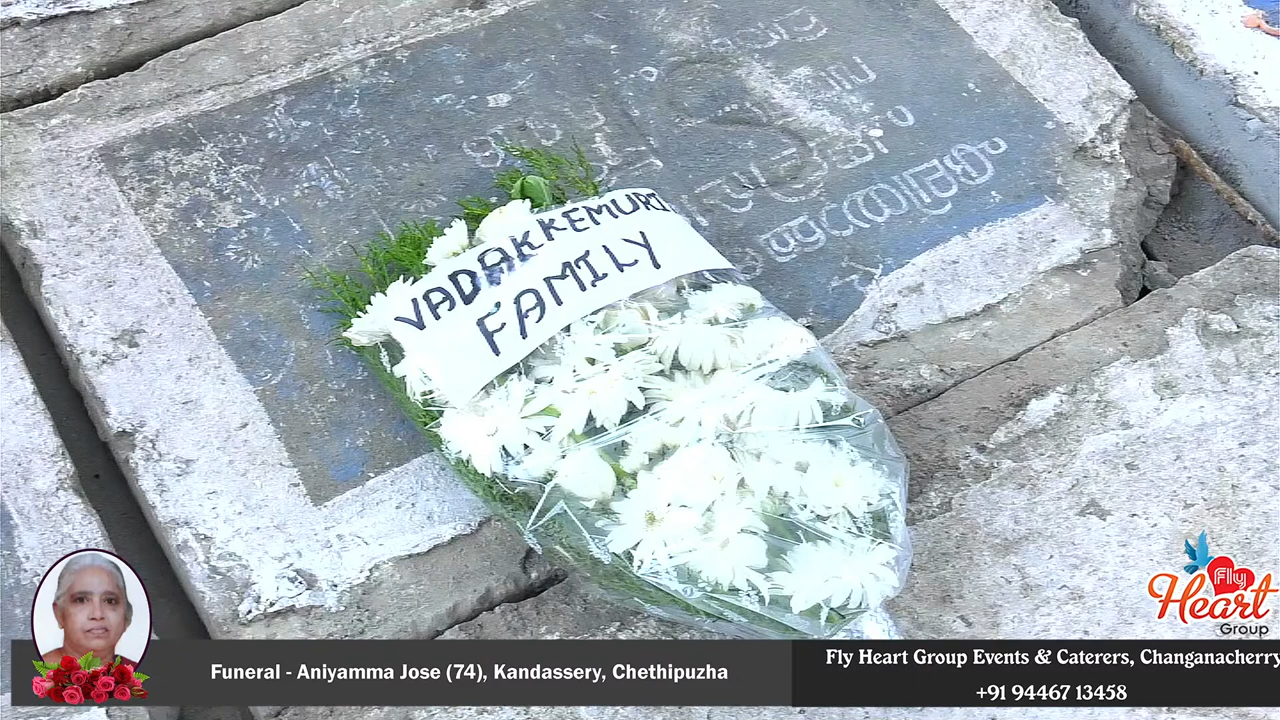 VADAKKEMURI
FAMILY
Fly
Heart
Group
Funeral - Aniyamma Jose (74), Kandassery, Chethipuzha
Fly Heart Group Events & Caterers, Changanacherry
+91 94467 13458